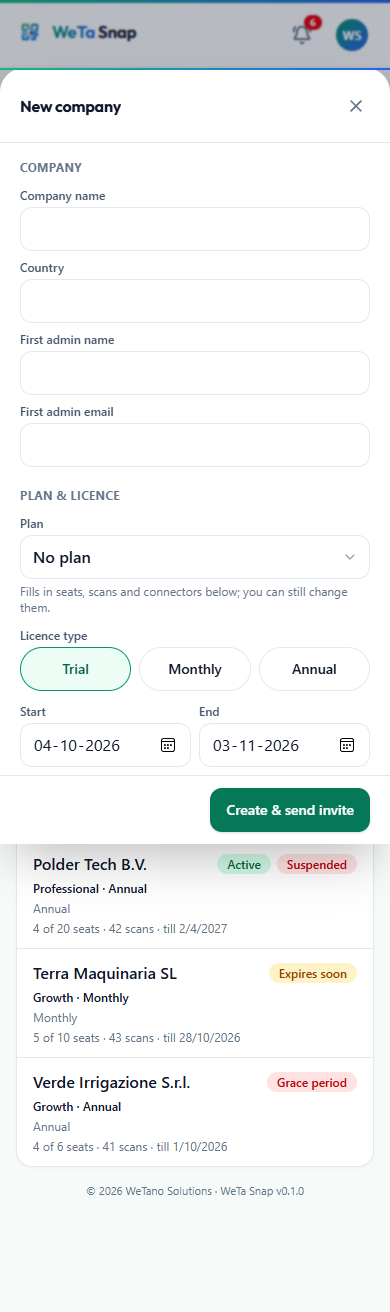 WeTa Snap
6
WS
New company
COMPANY
Company name
Country
First admin name
First admin email
PLAN & LICENCE
Plan
No plan
Fills in seats, scans and connectors below; you can still change
them.
Licence type
Trial
Monthly
Annual
Start
End
04-10-2026
03-11-2026
Create & send invite
Polder Tech B.V.
Active
Suspended
Professional · Annual
Annual
4 of 20 seats · 42 scans · till 2/4/2027
Terra Maquinaria SL
Expires soon
Growth · Monthly
Monthly
5 of 10 seats · 43 scans · till 28/10/2026
Verde Irrigazione S.r.l.
Grace period
Growth · Annual
Annual
4 of 6 seats · 41 scans · till 1/10/2026
© 2026 WeTano Solutions · WeTa Snap v0.1.0